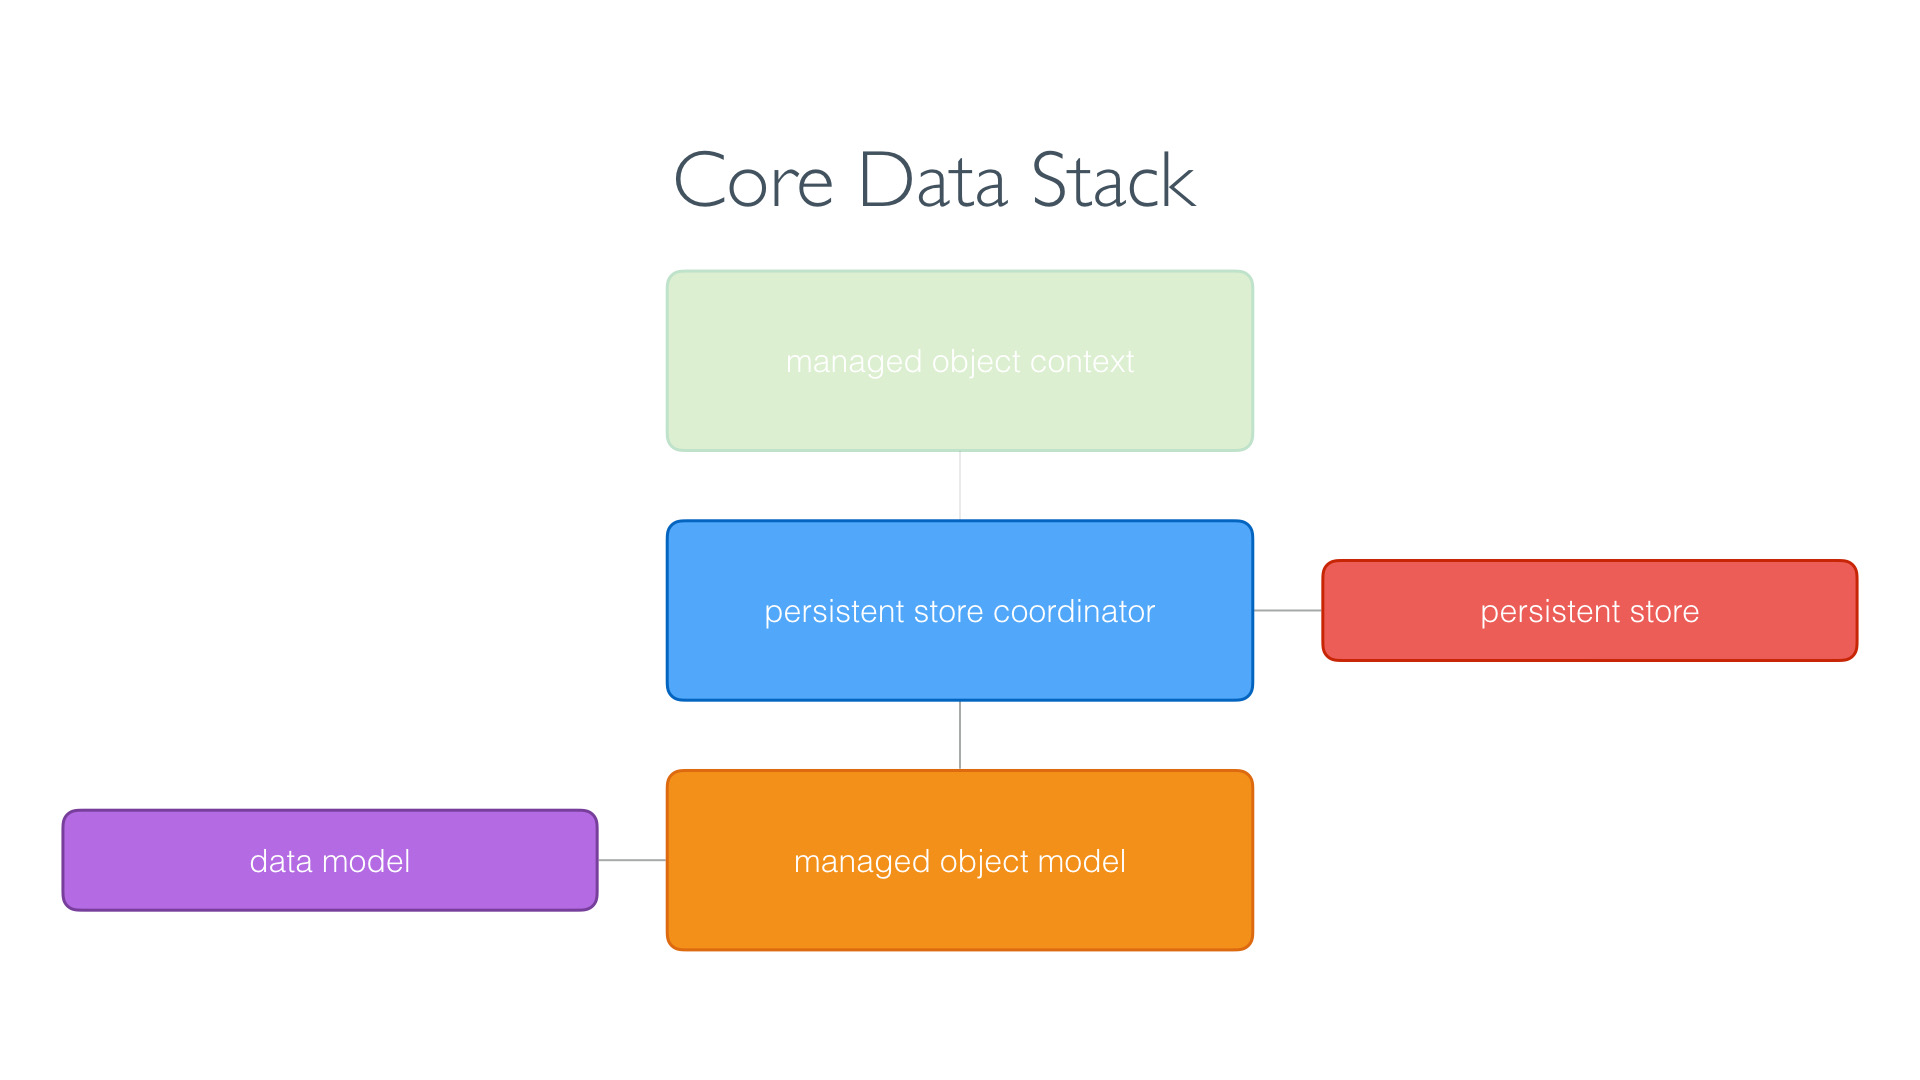 Core Data Stack
managed object context
persistent store coordinator
persistent store
data model
managed object model